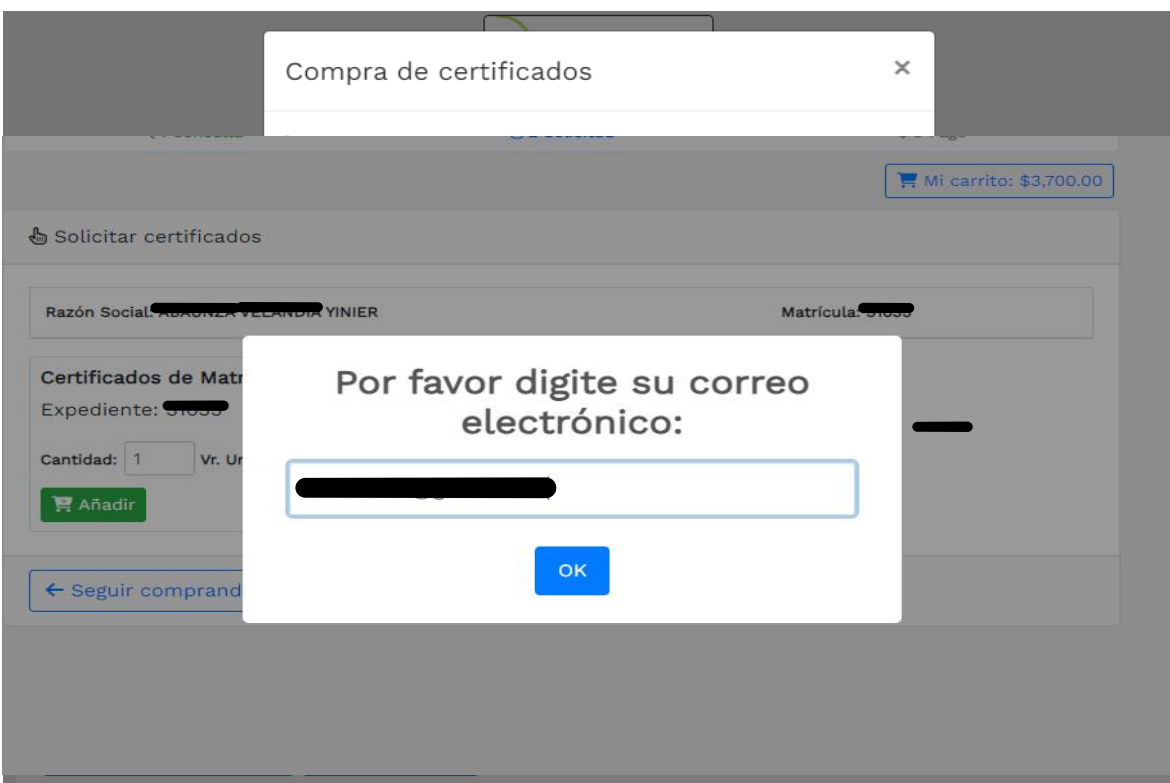 Compra de certificados ×
Mi carrito: $3,700.00
Solicitar certificados
Razón Social: YINIER Matrícula:
Certificados de Matr
Expediente:
Cantidad: 1 Vr. Un
Añadir
Seguir comprand
Por favor digite su correo
electrónico:
OK